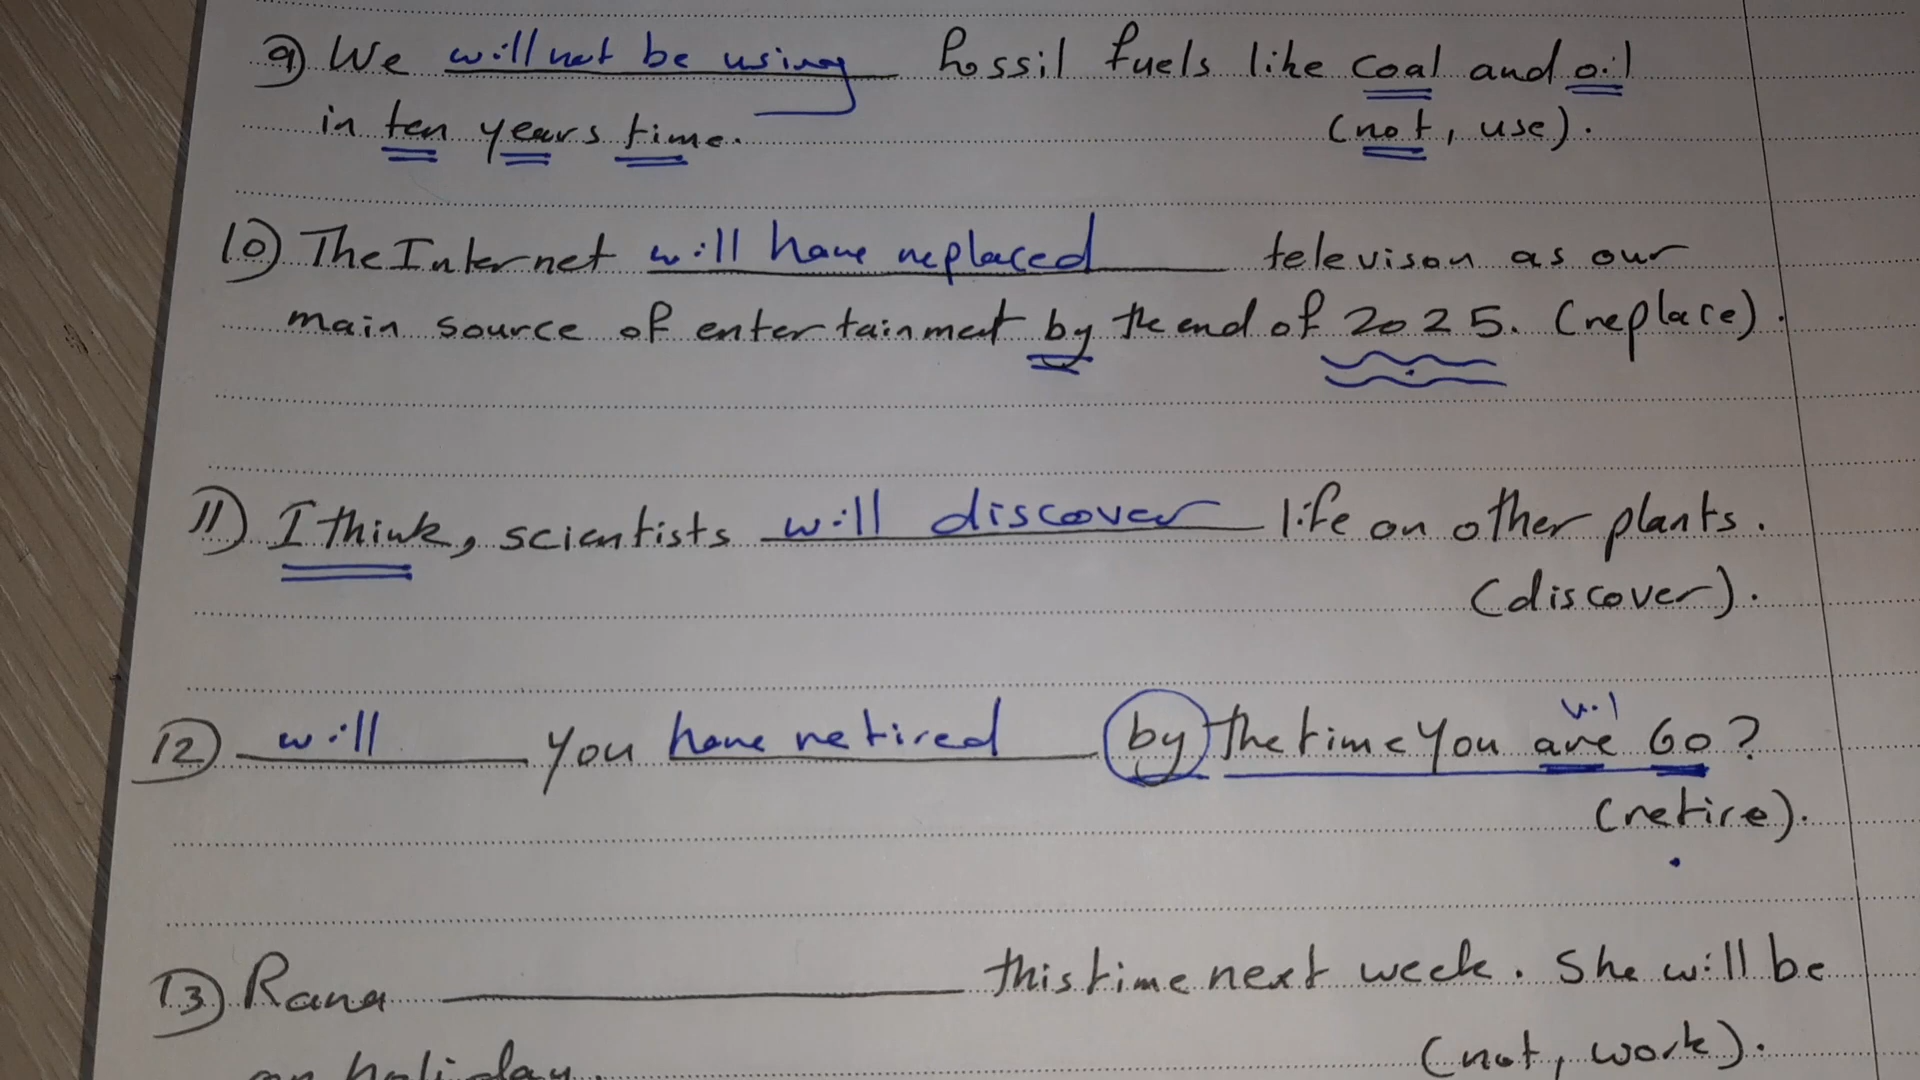 9) We will not be using fossil fuels like coal and oil
in ten years time. (not, use).
10) The Internet will have replaced televison as our
main source of entertainment by the end of 2025. (replace).
11) I think, scientists will discover life on other plants.
(discover).
will
12) will you have retired by the time you are 60?
(retire).
13) Rana this time next week. She will be
on holiday. (not, work).